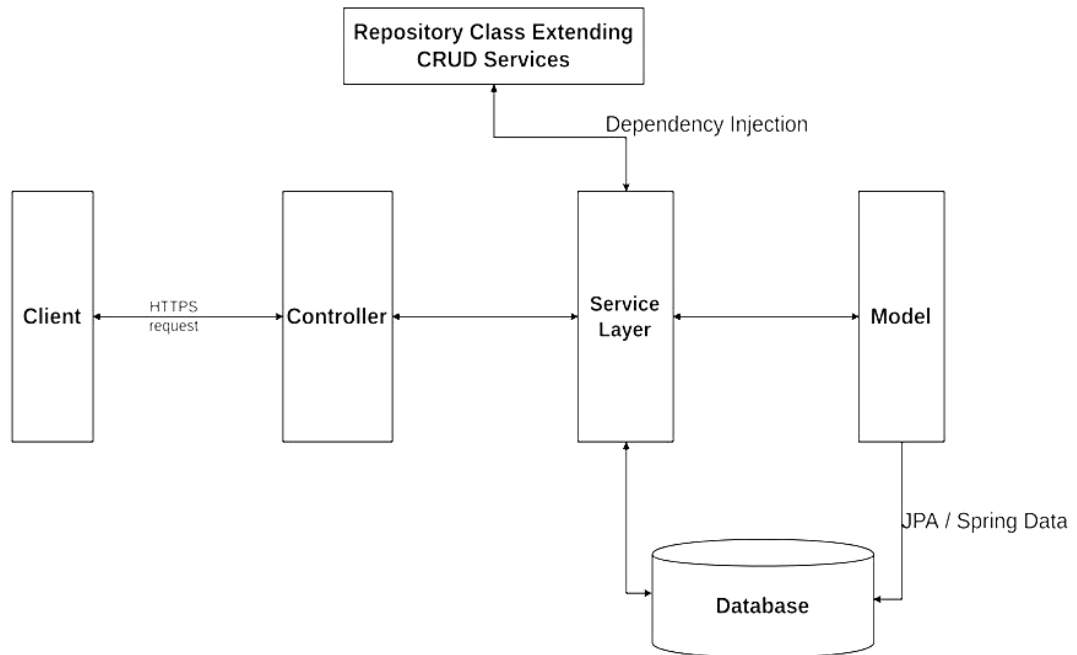 Repository Class Extending
CRUD Services
Dependency Injection
Client
HTTPS
request
Controller
Service
Layer
Model
JPA / Spring Data
Database